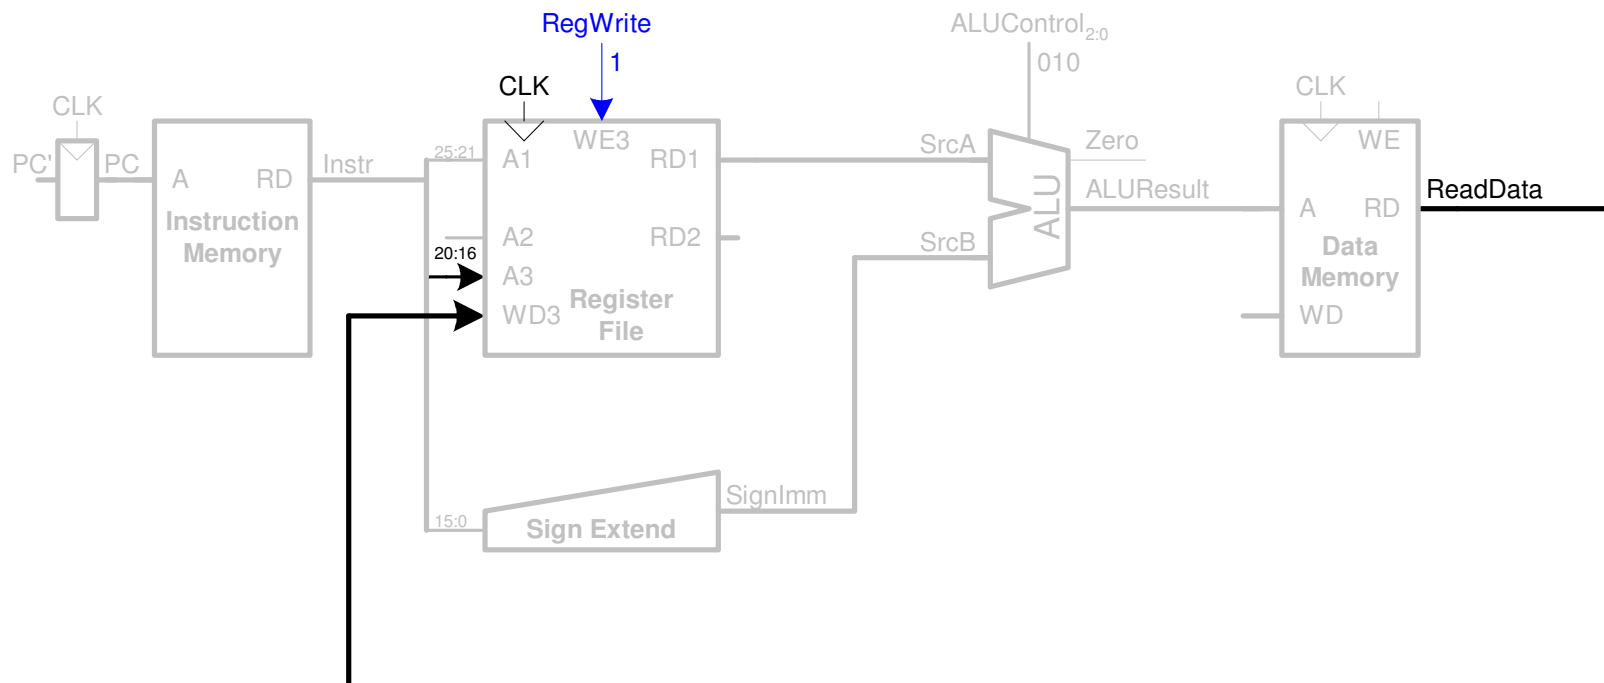 RegWrite
1
ALUControl2:0
010
CLK
CLK
CLK
PC'
PC
A
RD
Instruction
Memory
Instr
25:21
20:16
15:0
A1
WE3
RD1
A2
RD2
A3
WD3
Register
File
Sign Extend
SignImm
SrcA
SrcB
ALU
Zero
ALUResult
WE
A
RD
Data
Memory
WD
ReadData